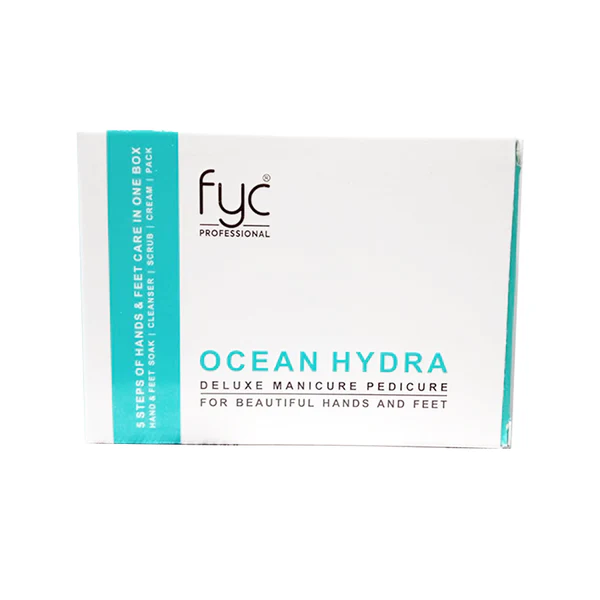 fyc®
PROFESSIONAL
OCEAN HYDRA
DELUXE MANICURE PEDICURE
FOR BEAUTIFUL HANDS AND FEET
5 STEPS OF HANDS & FEET CARE IN ONE BOX
HAND & FEET SOAK | CLEANSER | SCRUB | CREAM | PACK